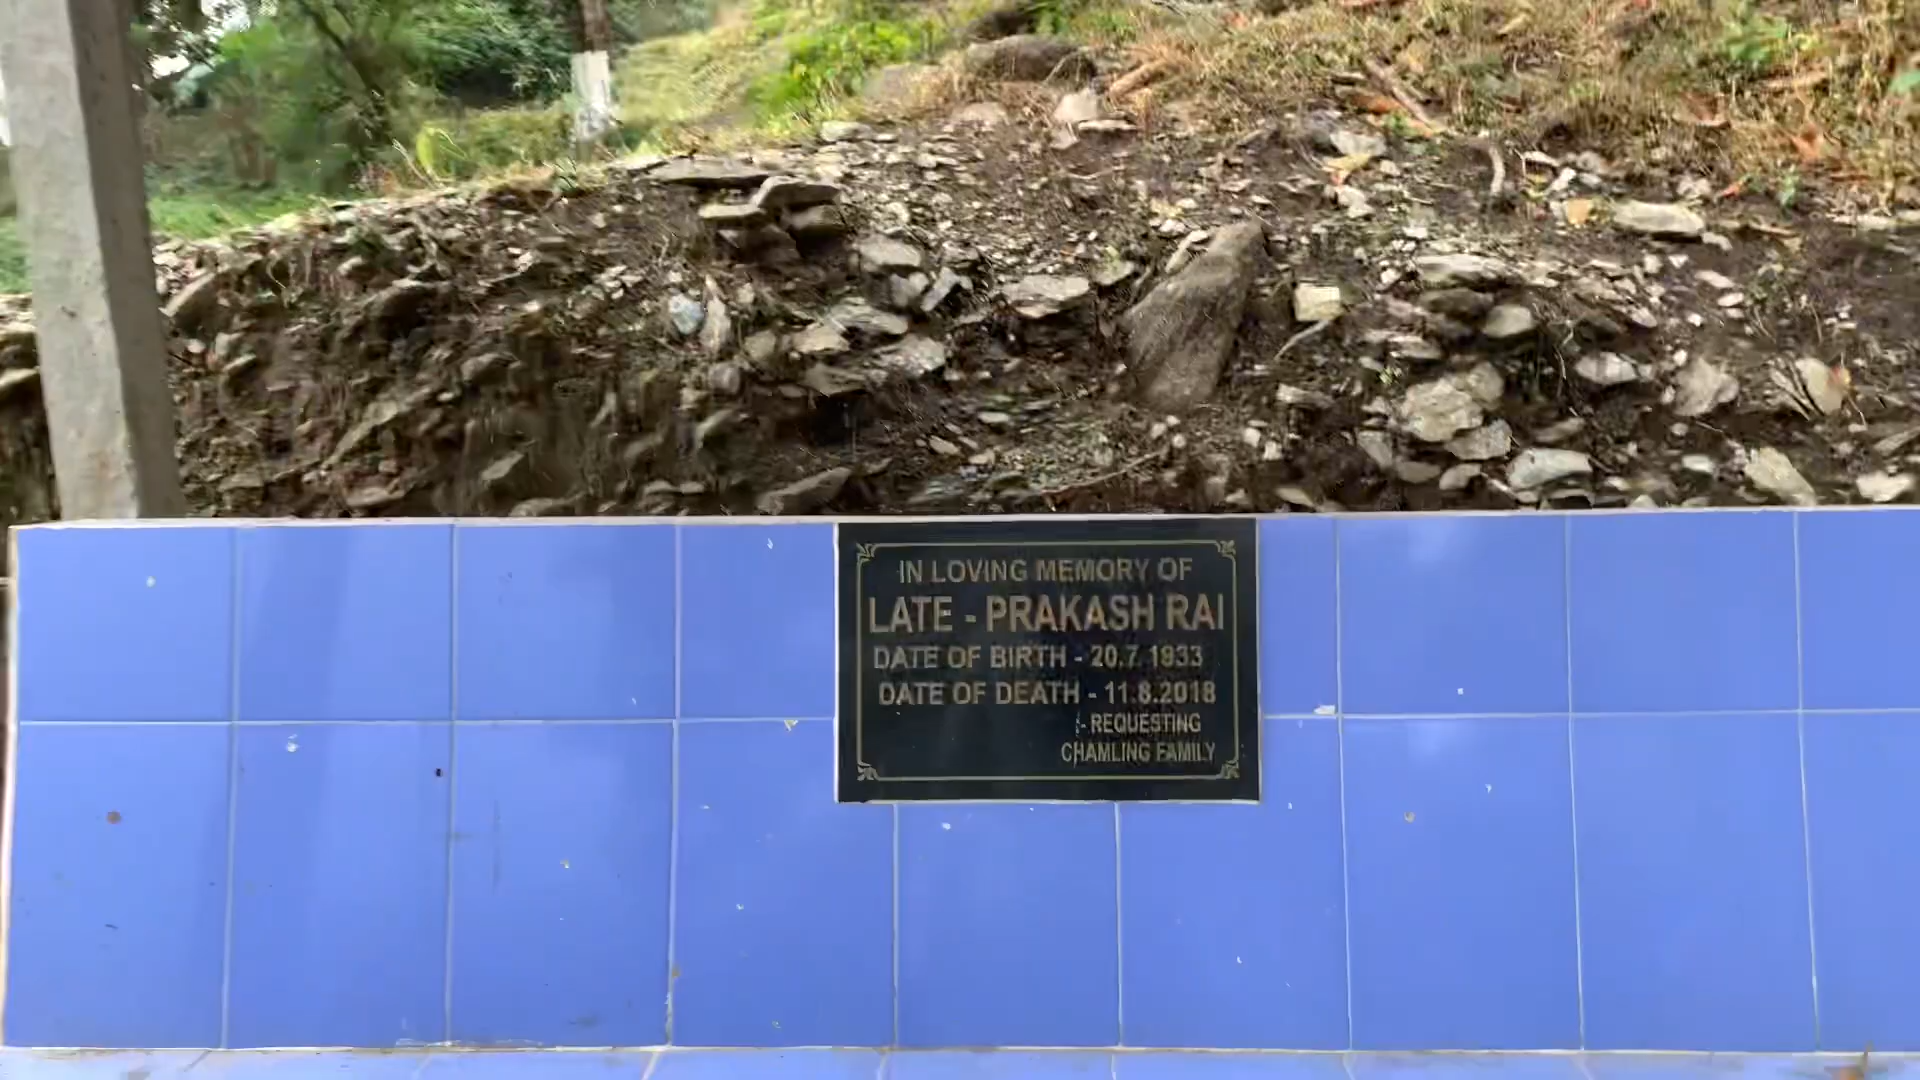 IN LOVING MEMORY OF
LATE - PRAKASH RAI
DATE OF BIRTH - 20.7.1933
DATE OF DEATH - 11.8.2018
:- REQUESTING
CHAMLING FAMILY